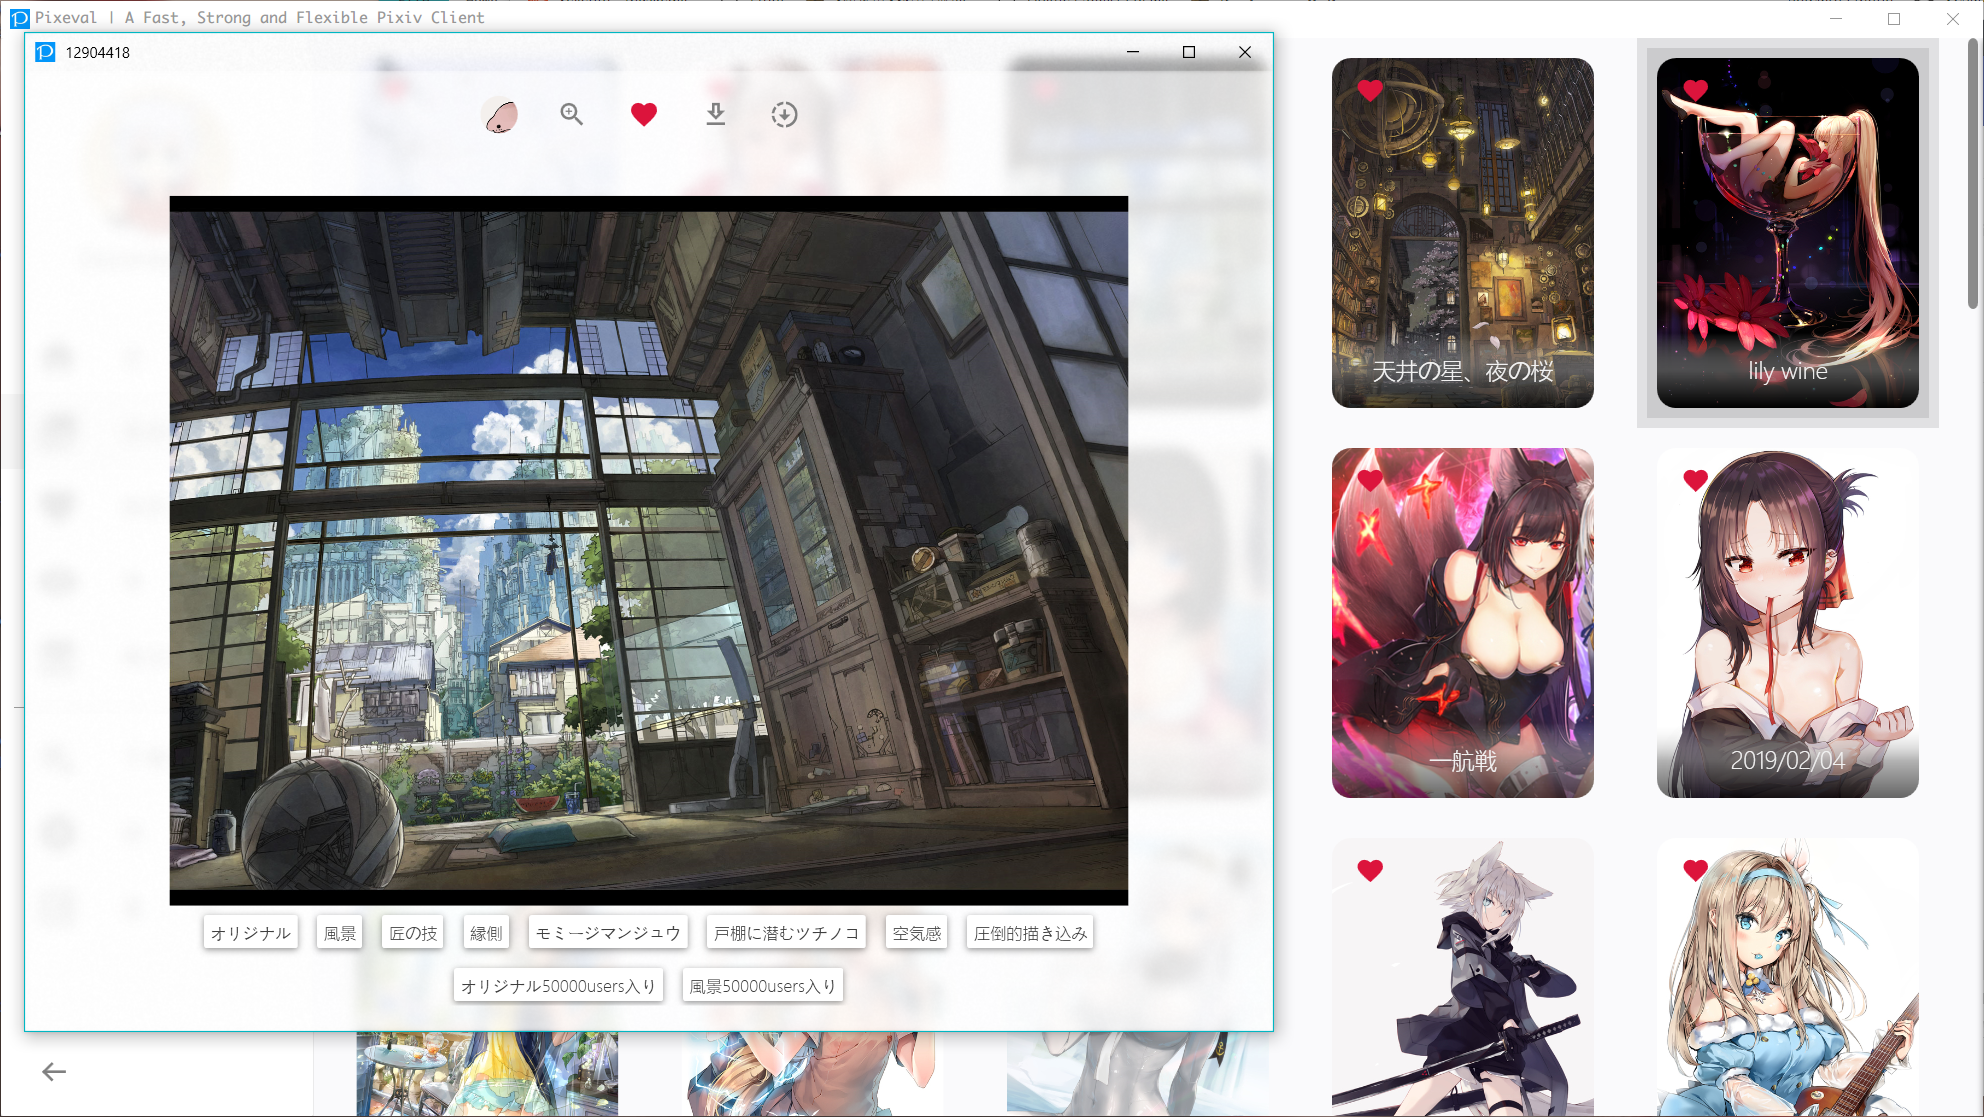 Pixeval | A Fast, Strong and Flexible Pixiv Client
12904418
オリジナル
風景
匠の技
縁側
モミージマンジュウ
戸棚に潜むツチノコ
空気感
圧倒的描き込み
オリジナル50000users入り
風景50000users入り
天井の星、夜の桜
lily wine
一航戦
2019/02/04